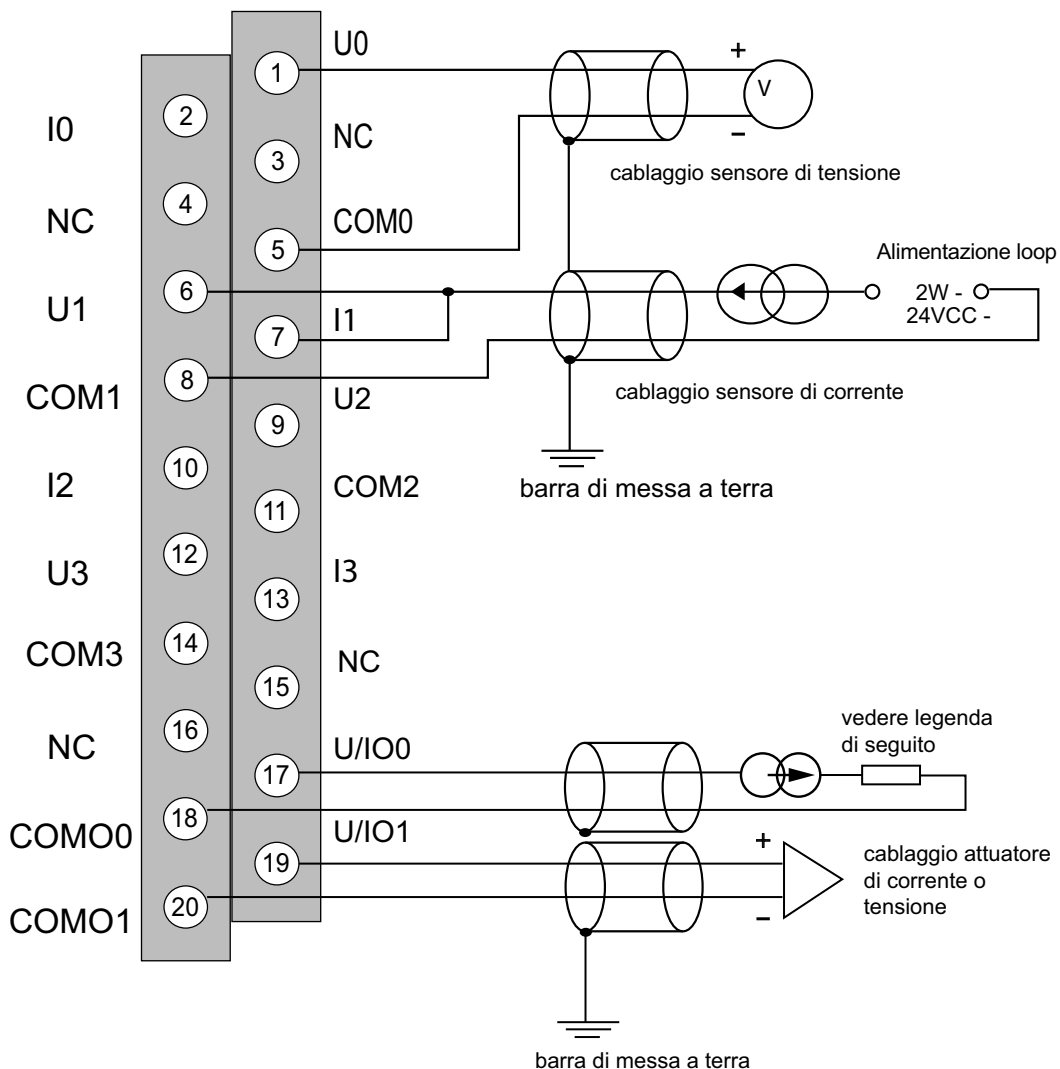 U0
1
+
V
2
I0
NC
3
–
cablaggio sensore di tensione
4
NC
COM0
5
Alimentazione loop
6
2W -
24VCC -
U1
I1
7
8
COM1
U2
cablaggio sensore di corrente
9
10
I2
COM2
barra di messa a terra
11
12
U3
I3
13
14
COM3
NC
15
16
NC
vedere legenda
di seguito
U/IO0
17
18
COMO0
U/IO1
+
19
cablaggio attuatore
di corrente o
tensione
20
COMO1
–
barra di messa a terra